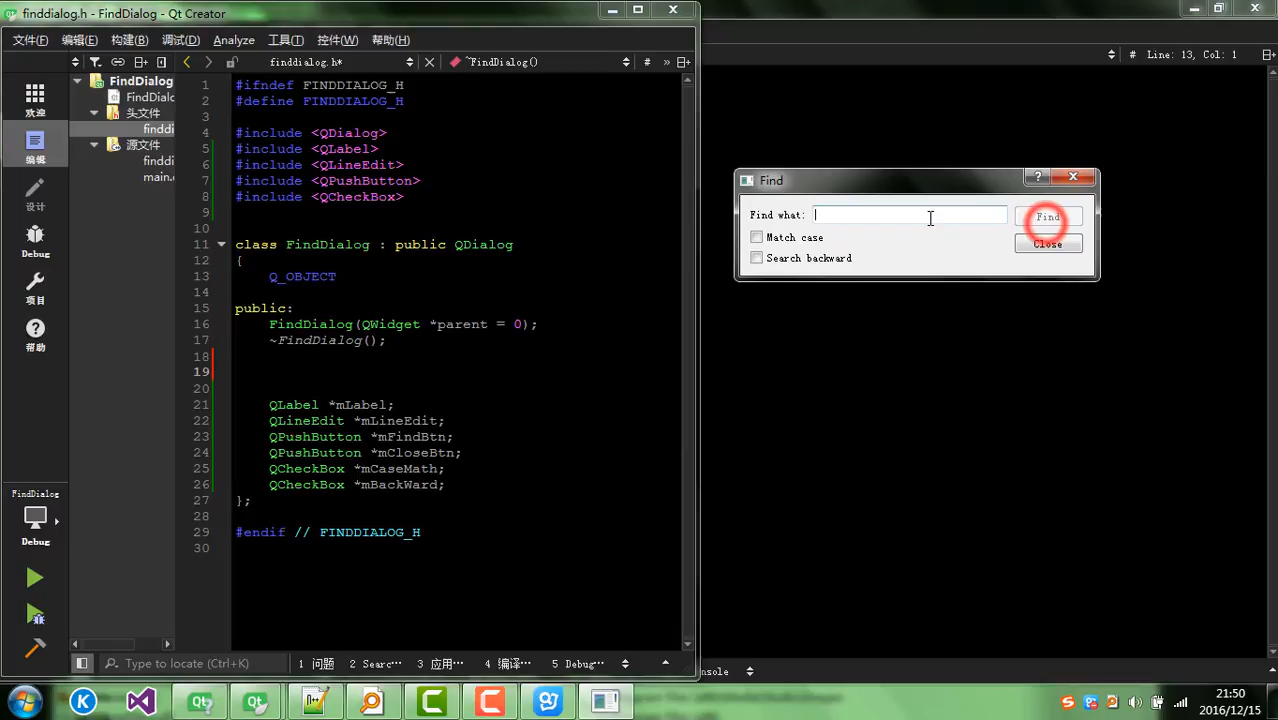 finddialog.h - FindDialog - Qt Creator
文件(F) 编辑(E) 构建(B) 调试(D) Analyze 工具(T) 控件(W) 帮助(H)
finddialog.h* ~FindDialog() #
# Line: 13, Col: 1
欢迎
编辑
设计
Debug
项目
帮助
FindDialog
Debug
FindDialog
FindDialo
头文件
finddi
源文件
finddi
main.c
1 #ifndef FINDDIALOG_H
2 #define FINDDIALOG_H
3
4 #include <QDialog>
5 #include <QLabel>
6 #include <QLineEdit>
7 #include <QPushButton>
8 #include <QCheckBox>
9
10
11 class FindDialog : public QDialog
12 {
13 Q_OBJECT
14
15 public:
16 FindDialog(QWidget *parent = 0);
17 ~FindDialog();
18
19
20
21 QLabel *mLabel;
22 QLineEdit *mLineEdit;
23 QPushButton *mFindBtn;
24 QPushButton *mCloseBtn;
25 QCheckBox *mCaseMath;
26 QCheckBox *mBackWard;
27 };
28
29 #endif // FINDDIALOG_H
30
Find
Find what: Find
Match case Close
Search backward
Type to locate (Ctrl+K) 1 问题 2 Searc··· 3 应用··· 4 编译··· 5 Debug···
nsole
21:50
2016/12/15